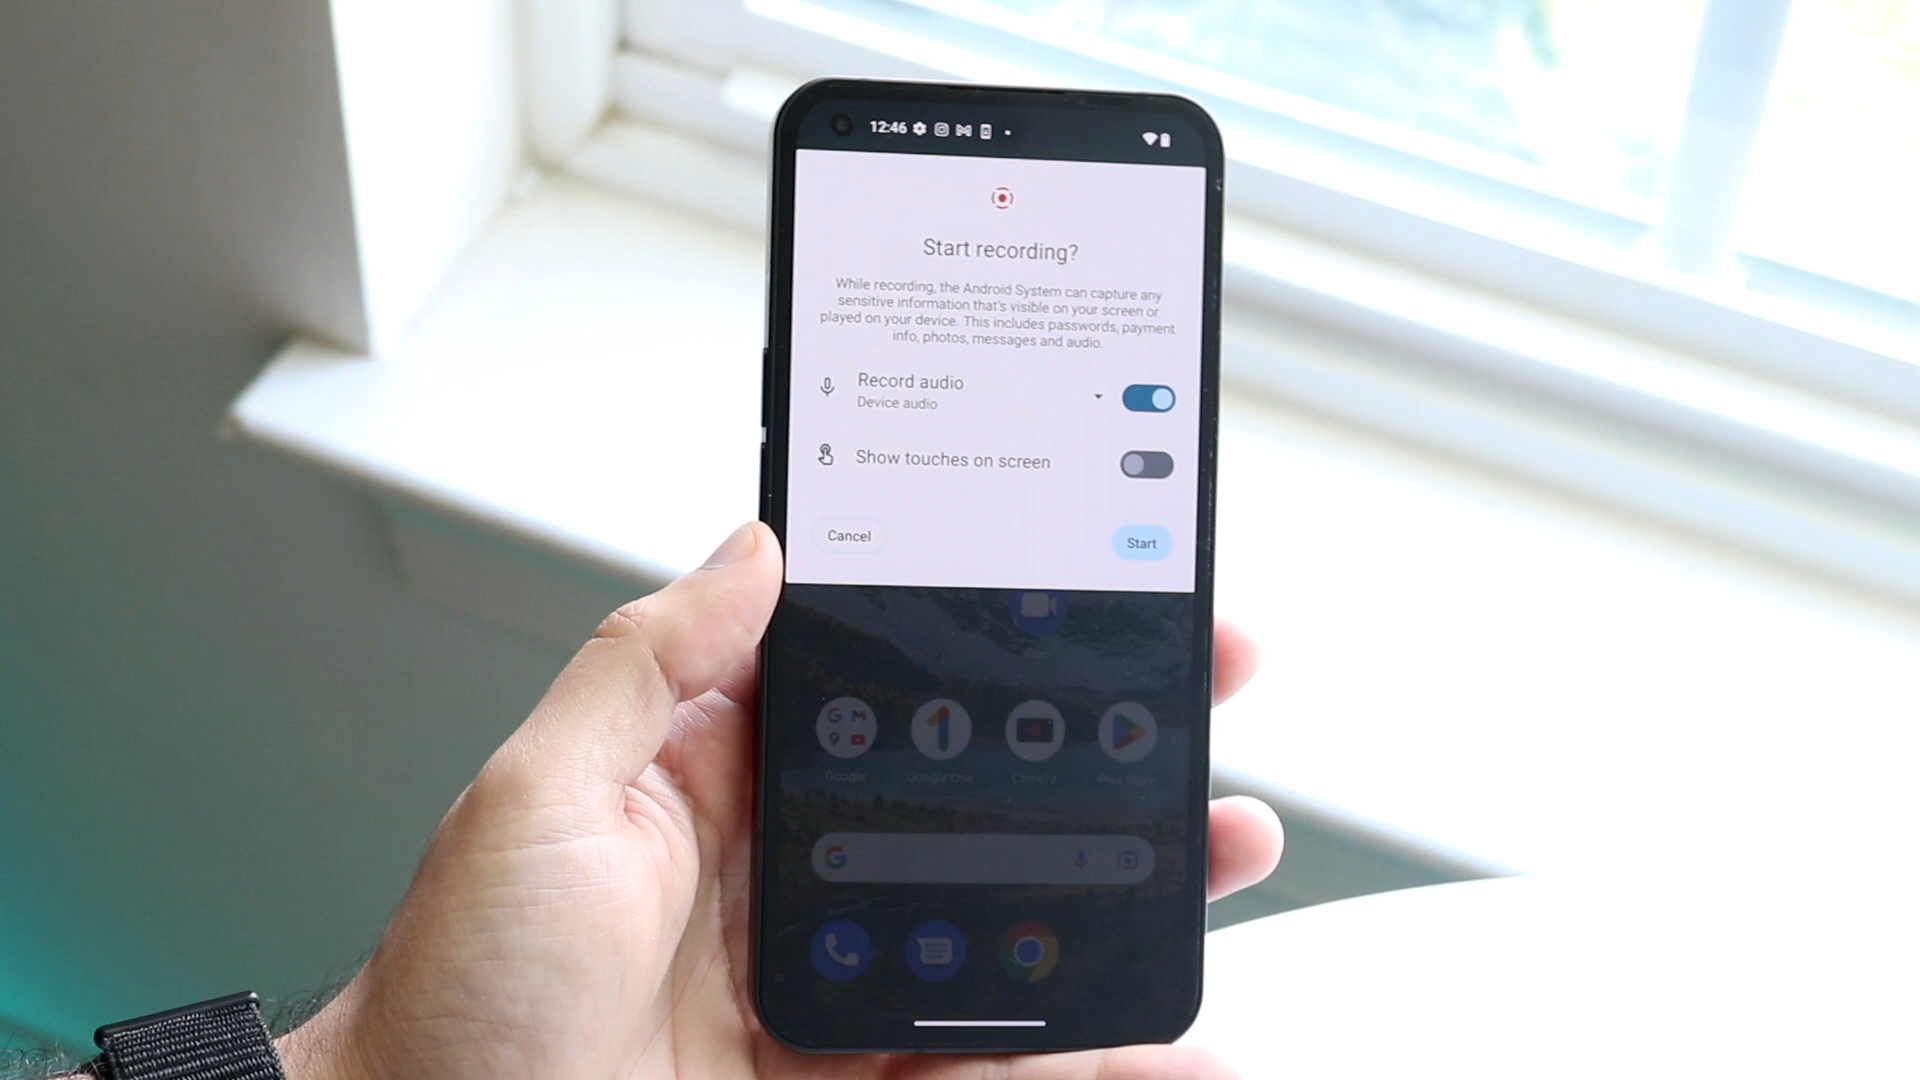 12:46
Start recording?
While recording, the Android System can capture any
sensitive information that's visible on your screen or
played on your device. This includes passwords, payment
info, photos, messages and audio.
Record audio
Device audio
Show touches on screen
Cancel
Start
Google
Google One
Camera
Play Store